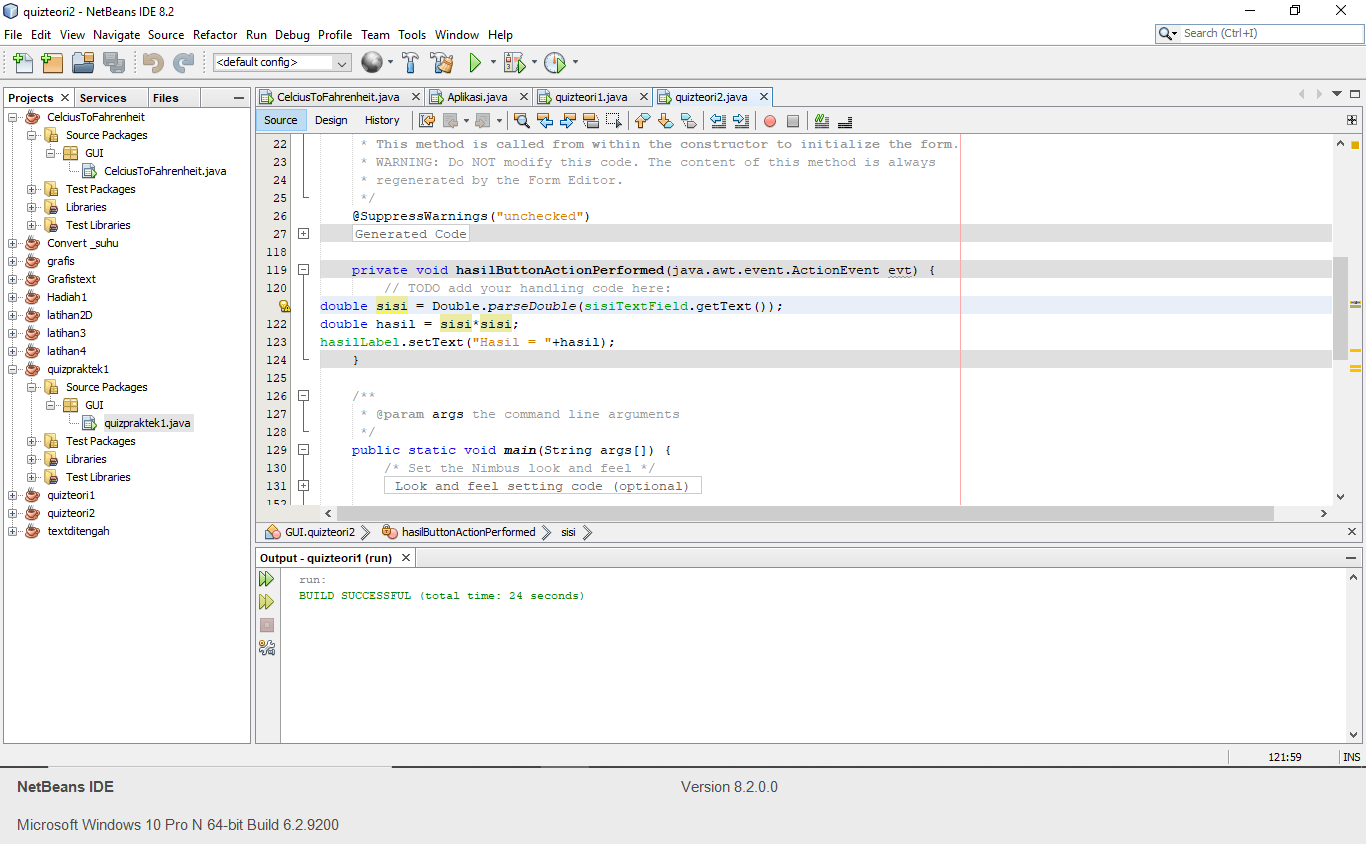 quizteori2 - NetBeans IDE 8.2
File Edit View Navigate Source Refactor Run Debug Profile Team Tools Window Help
Search (Ctrl+I)
<default config>
Projects
Services
Files
CelciusToFahrenheit
Source Packages
GUI
CelciusToFahrenheit.java
Test Packages
Libraries
Test Libraries
Convert _suhu
grafis
Grafistext
Hadiah1
latihan2D
latihan3
latihan4
quizpraktek1
Source Packages
GUI
quizpraktek1.java
Test Packages
Libraries
Test Libraries
quizteori1
quizteori2
textditengah
CelciusToFahrenheit.java
Aplikasi.java
quizteori1.java
quizteori2.java
Source
Design
History
22 * This method is called from within the constructor to initialize the form.
23 * WARNING: Do NOT modify this code. The content of this method is always
24 * regenerated by the Form Editor.
25 */
26 @SuppressWarnings("unchecked")
27 Generated Code
118
119 private void hasilButtonActionPerformed(java.awt.event.ActionEvent evt) {
120 // TODO add your handling code here:
double sisi = Double.parseDouble(sisiTextField.getText());
122 double hasil = sisi*sisi;
123 hasilLabel.setText("Hasil = "+hasil);
124 }
125
126 /**
127 * @param args the command line arguments
128 */
129 public static void main(String args[]) {
130 /* Set the Nimbus look and feel */
131 Look and feel setting code (optional)
152
GUI.quizteori2
hasilButtonActionPerformed
sisi
Output - quizteori1 (run)
run:
BUILD SUCCESSFUL (total time: 24 seconds)
121:59
INS
NetBeans IDE
Version 8.2.0.0
Microsoft Windows 10 Pro N 64-bit Build 6.2.9200